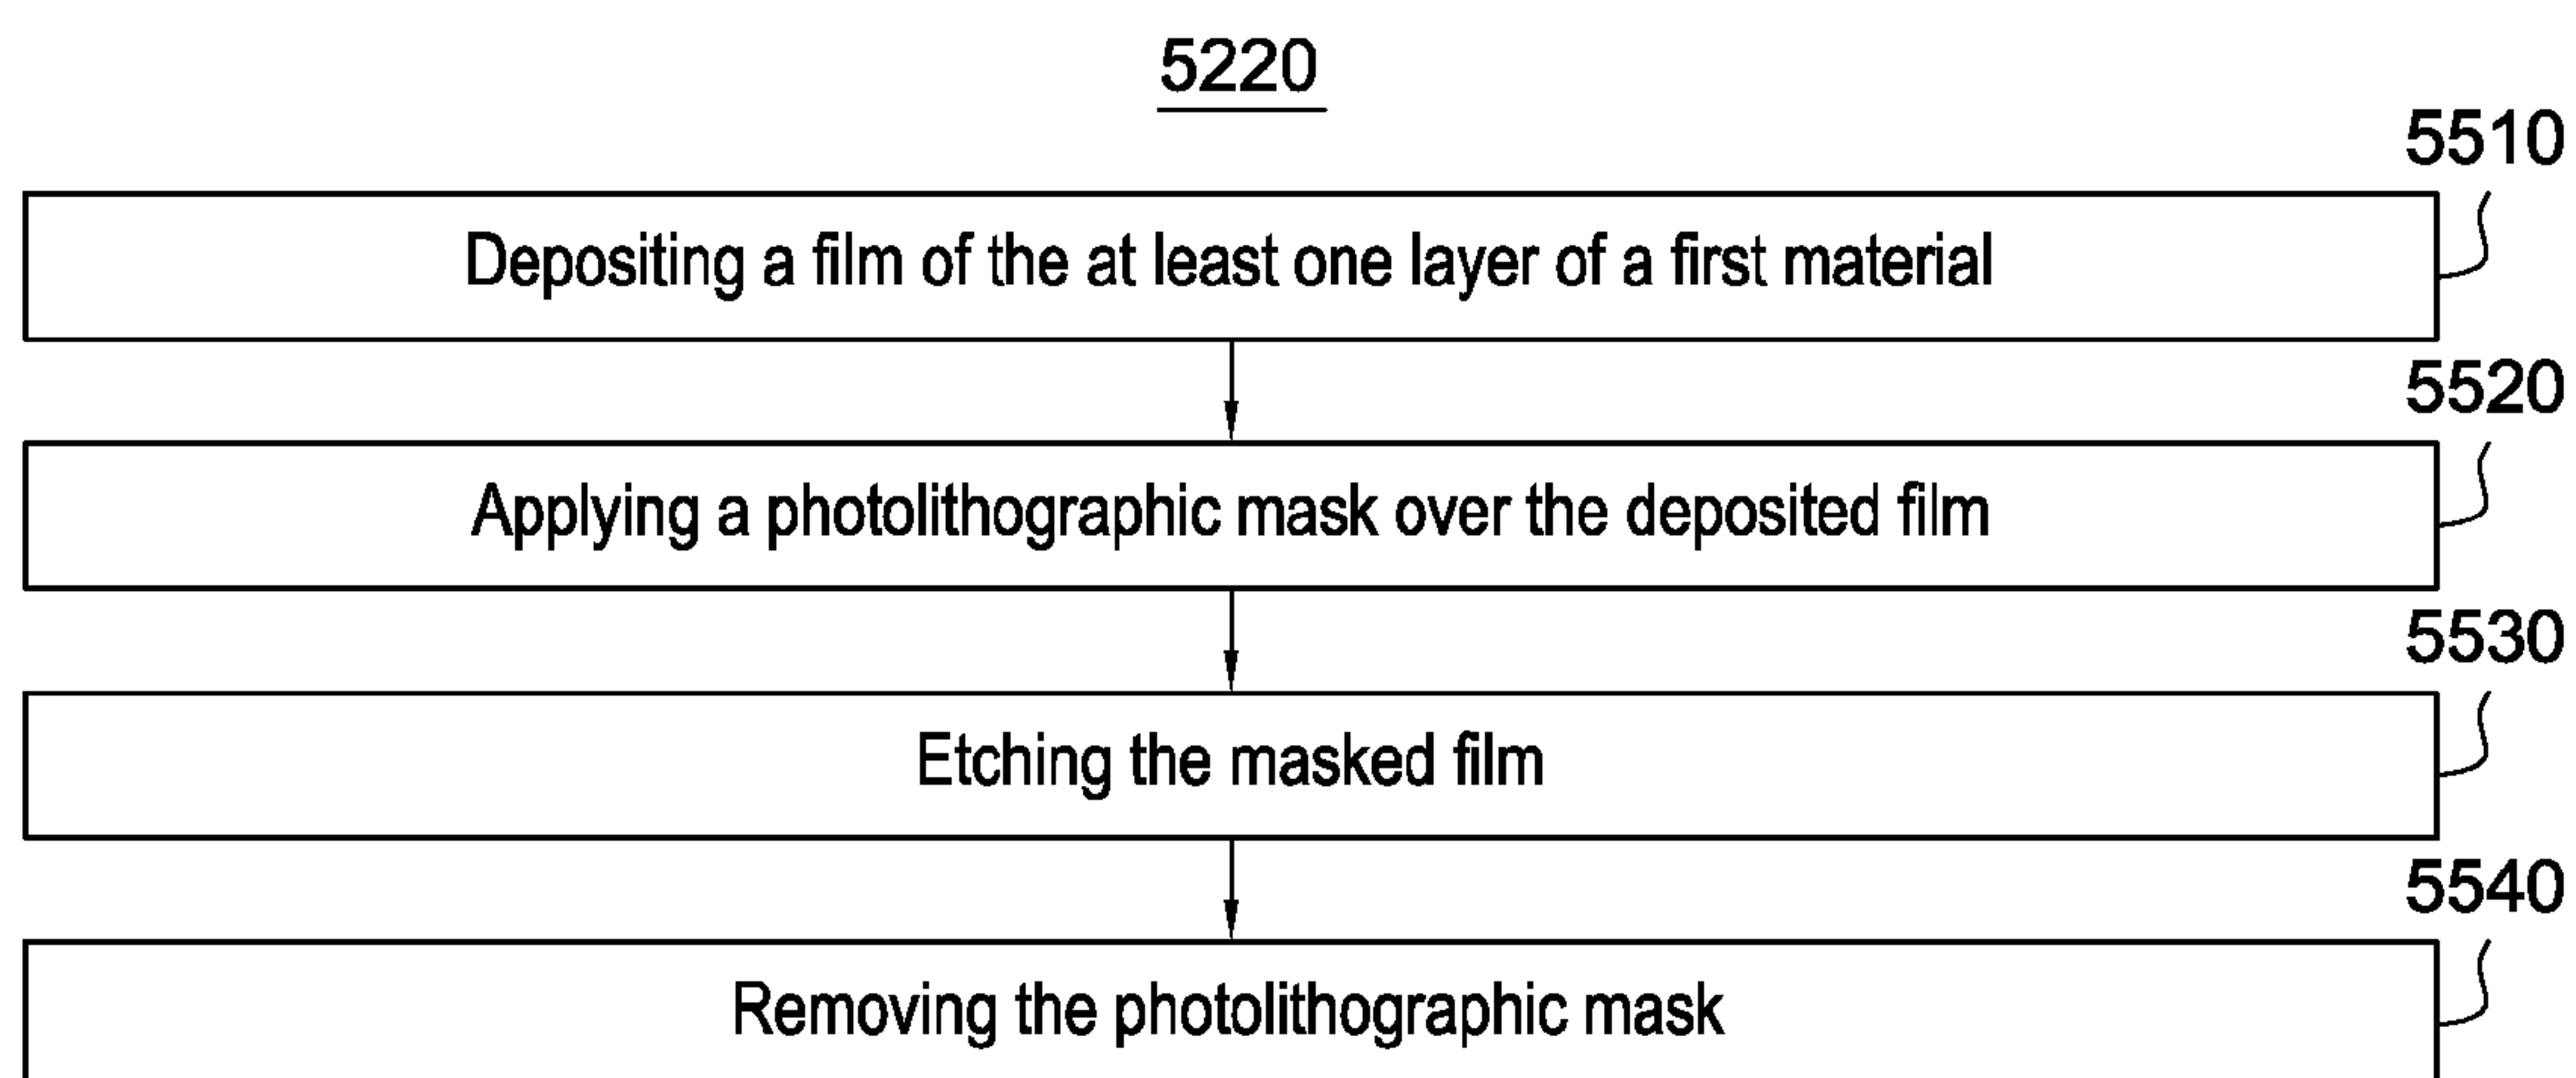 5220
5510
Depositing a film of the at least one layer of a first material
5520
Applying a photolithographic mask over the deposited film
5530
Etching the masked film
5540
Removing the photolithographic mask